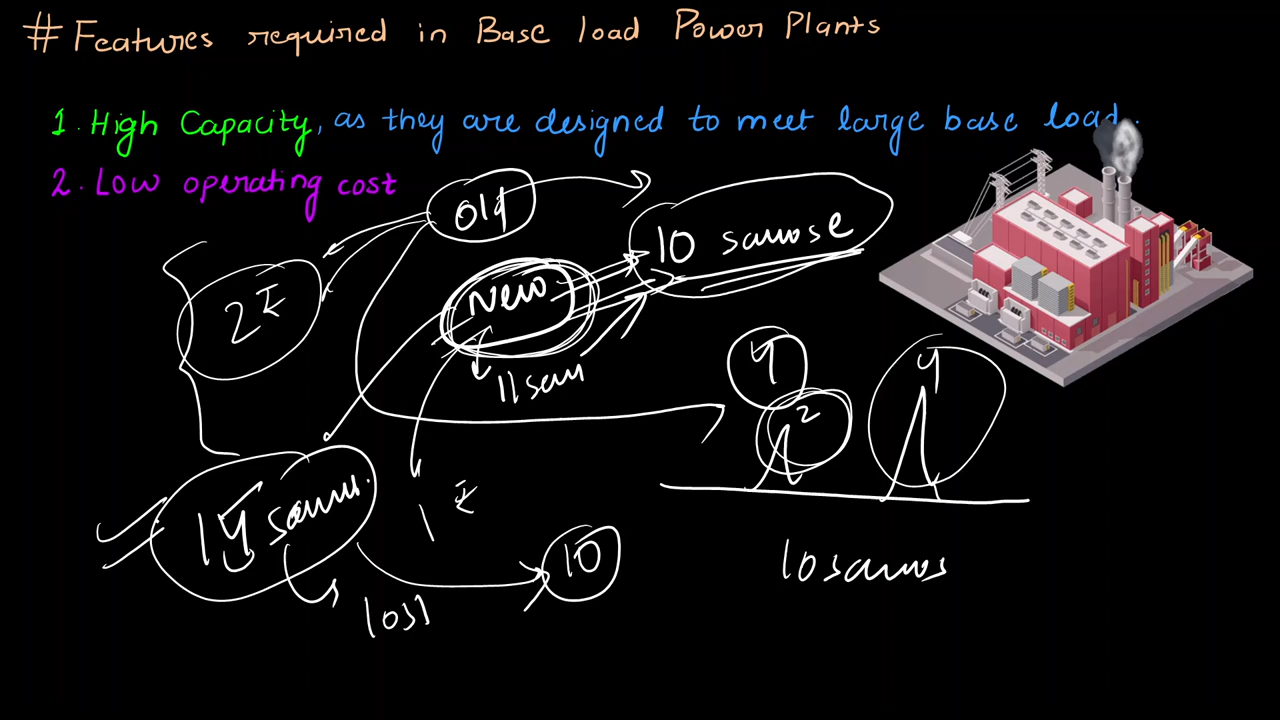 # Features required in Base load Power Plants
1. High Capacity, as they are designed to meet large base load.
2. Low operating cost
old
10 samose
New
2 ₹
11 sam
4
2
4
14 samu.
1 ₹
10
10 samos
loss